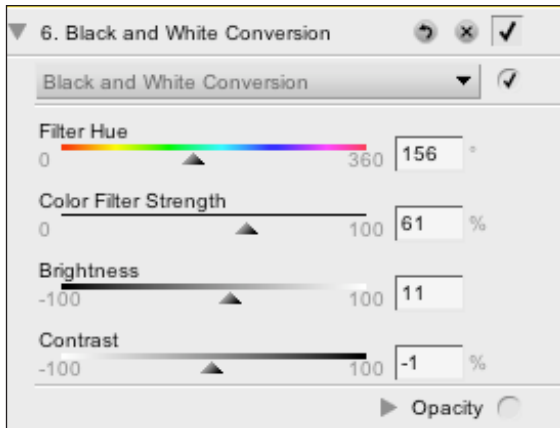 6. Black and White Conversion
Black and White Conversion
Filter Hue
0 360 156 °
Color Filter Strength
0 100 61 %
Brightness
-100 100 11
Contrast
-100 100 -1 %
Opacity